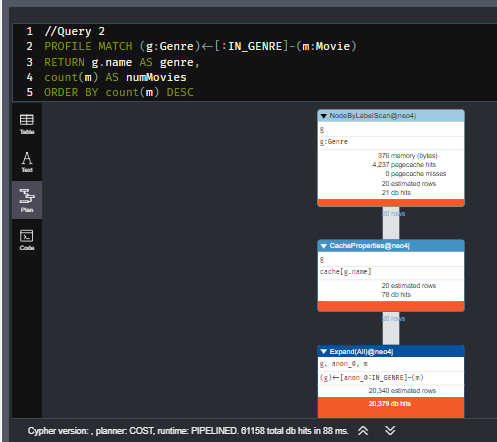 1 //Query 2
2 PROFILE MATCH (g:Genre)<-[:IN_GENRE]-(m:Movie)
3 RETURN g.name AS genre,
4 count(m) AS numMovies
5 ORDER BY count(m) DESC
Table
Text
Plan
Code
NodeByLabelScan@neo4j
g
g:Genre
376 memory (bytes)
4,237 pagecache hits
0 pagecache misses
20 estimated rows
21 db hits
20 rows
CacheProperties@neo4j
g
cache[g.name]
20 estimated rows
78 db hits
20 rows
Expand(All)@neo4j
g, anon_0, m
(g)<-[anon_0:IN_GENRE]-(m)
20,340 estimated rows
20,379 db hits
Cypher version: , planner: COST, runtime: PIPELINED. 61158 total db hits in 88 ms.